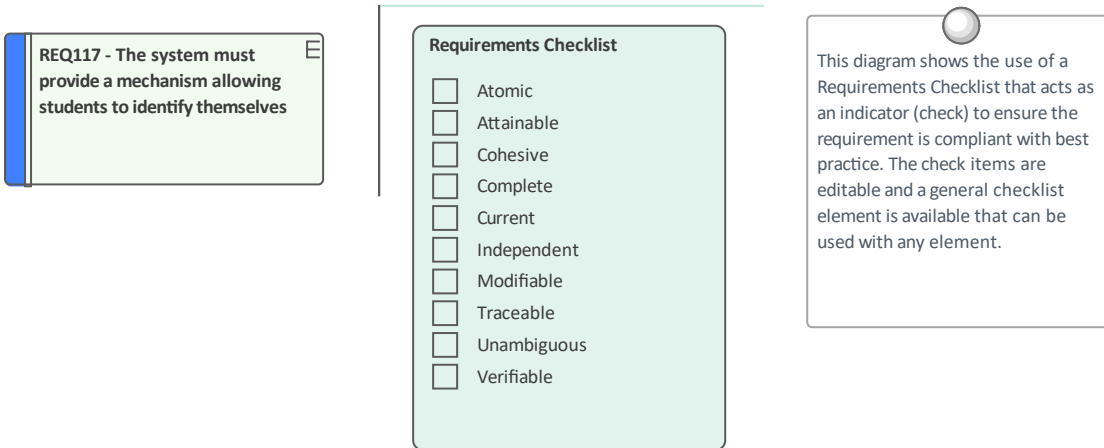 REQ117 - The system must
provide a mechanism allowing
students to identify themselves
E
Requirements Checklist
Atomic
Attainable
Cohesive
Complete
Current
Independent
Modifiable
Traceable
Unambiguous
Verifiable
This diagram shows the use of a
Requirements Checklist that acts as
an indicator (check) to ensure the
requirement is compliant with best
practice. The check items are
editable and a general checklist
element is available that can be
used with any element.